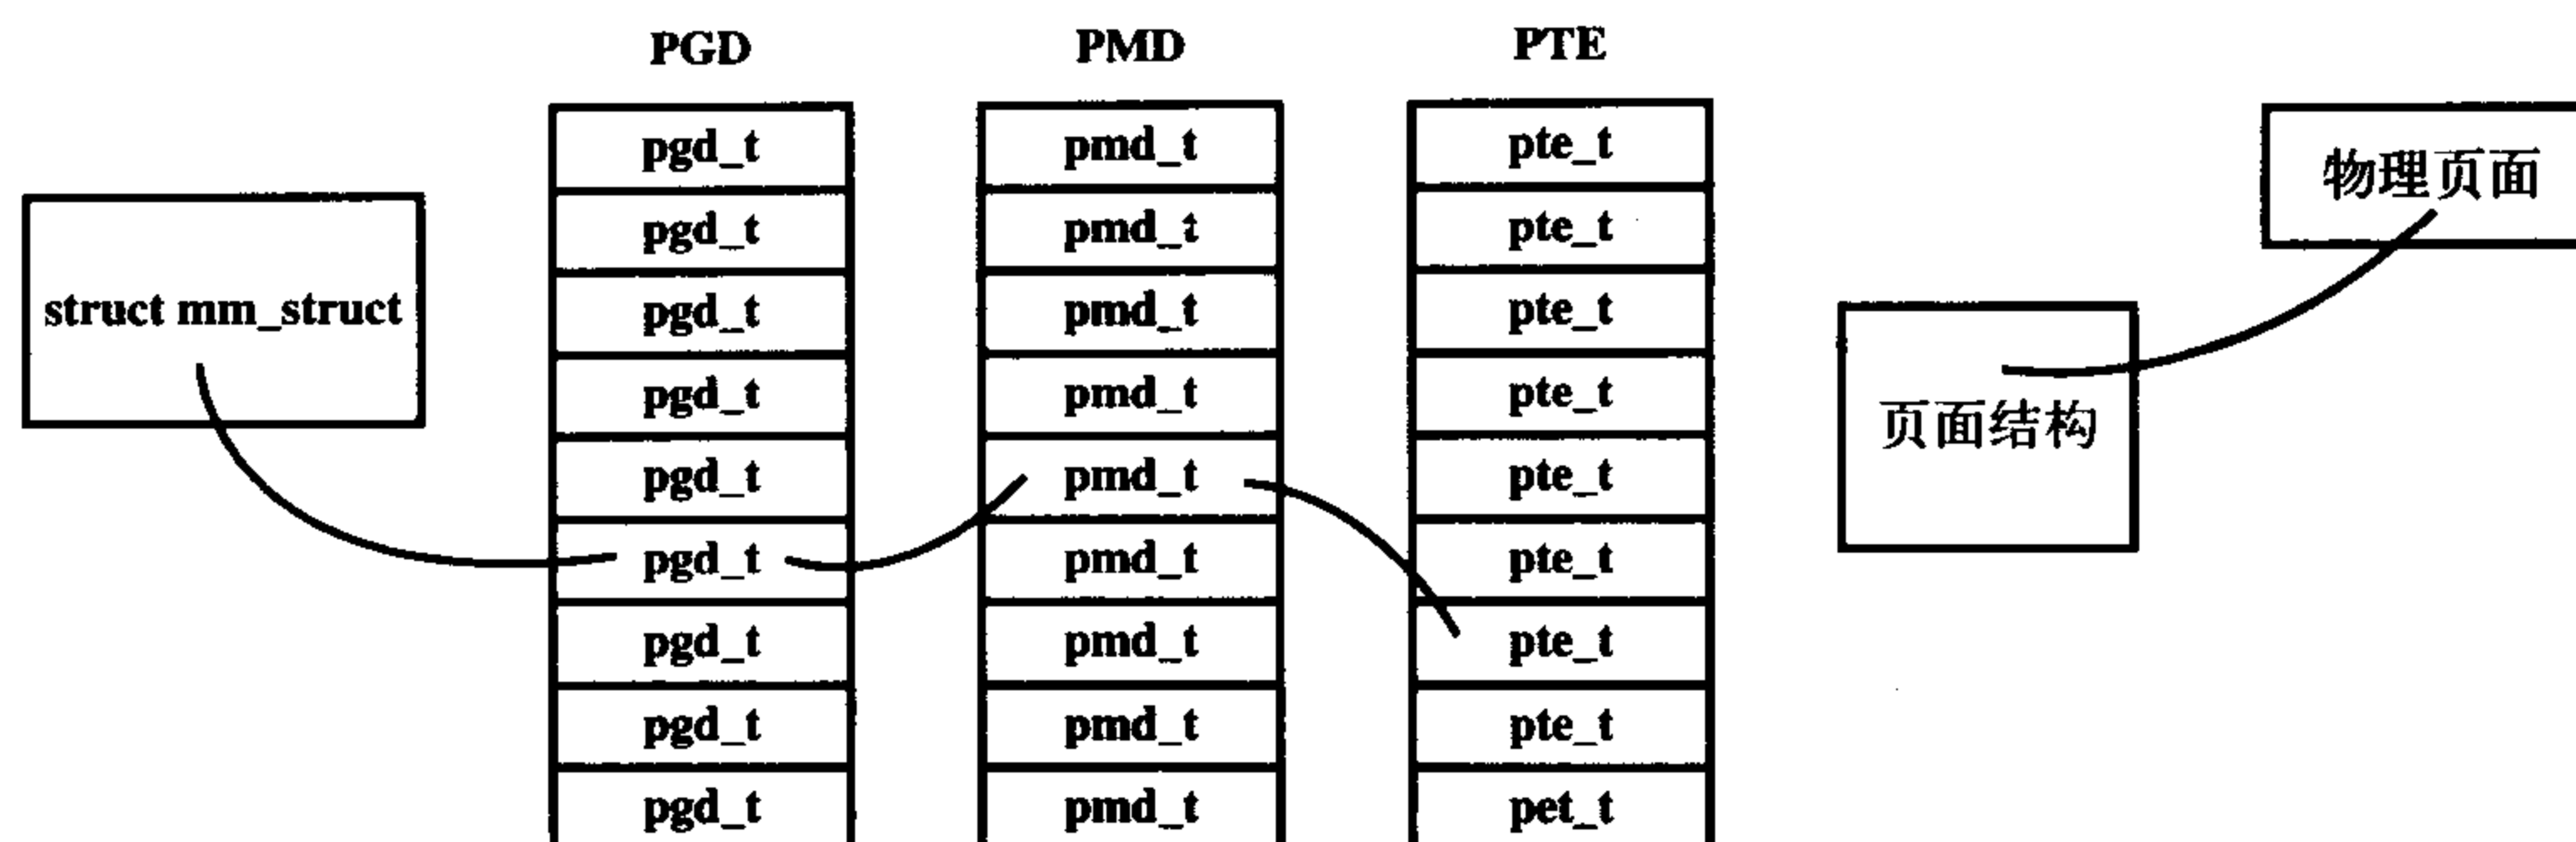 PGD PMD PTE
pgd_t pmd_t pte_t 物理页面
pgd_t pmd_t pte_t
struct mm_struct pgd_t pmd_t pte_t
pgd_t pmd_t pte_t 页面结构
pgd_t pmd_t pte_t
pgd_t pmd_t pte_t
pgd_t pmd_t pte_t
pgd_t pmd_t pte_t
pgd_t pmd_t pet_t